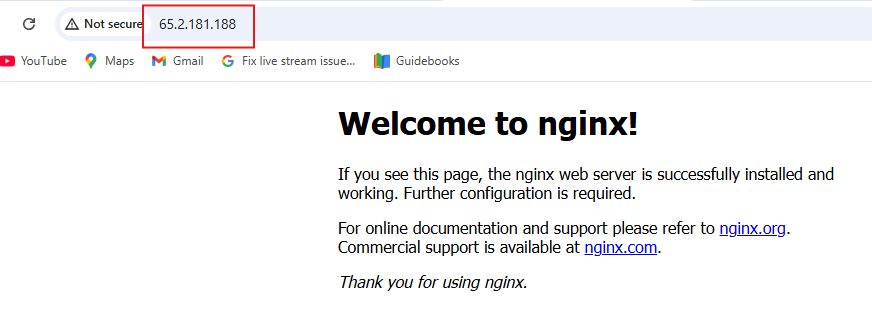 Not secure 65.2.181.188
YouTube Maps Gmail Fix live stream issue... Guidebooks
Welcome to nginx!
If you see this page, the nginx web server is successfully installed and
working. Further configuration is required.
For online documentation and support please refer to nginx.org.
Commercial support is available at nginx.com.
Thank you for using nginx.